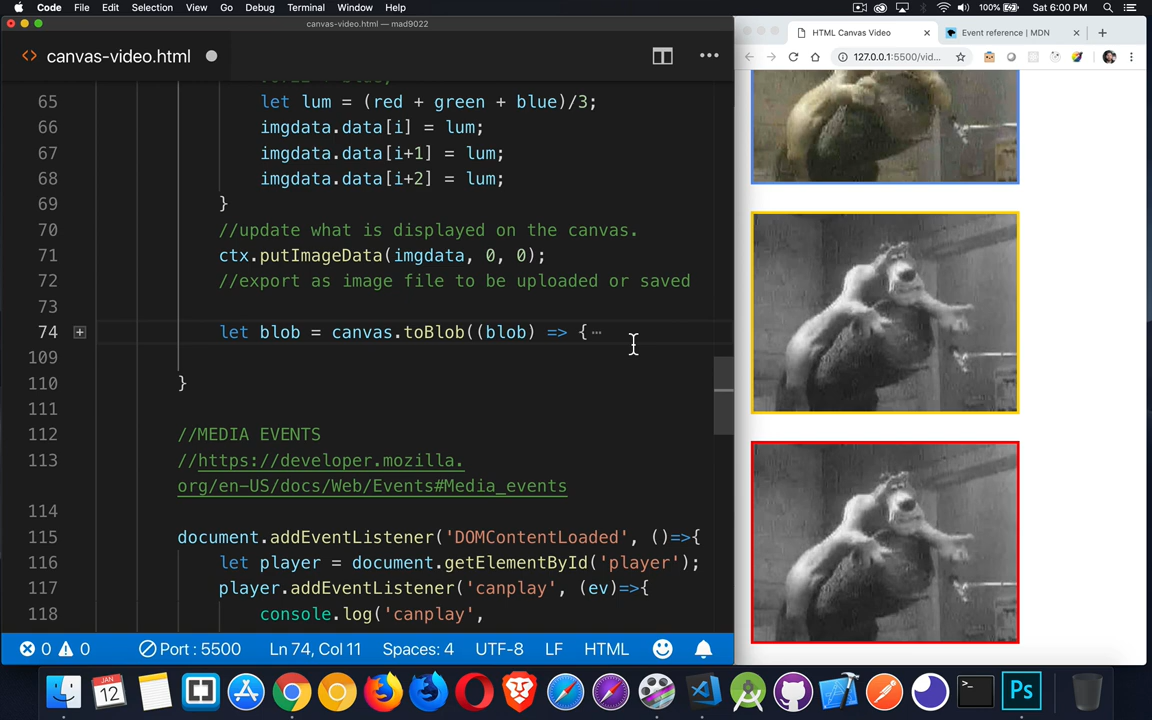 Code File Edit Selection View Go Debug Terminal Window Help 100% Sat 6:00 PM
canvas-video.html — mad9022
<> canvas-video.html
HTML Canvas Video
Event reference | MDN
127.0.0.1:5500/vid...
65 let lum = (red + green + blue)/3;
66 imgdata.data[i] = lum;
67 imgdata.data[i+1] = lum;
68 imgdata.data[i+2] = lum;
69 }
70 //update what is displayed on the canvas.
71 ctx.putImageData(imgdata, 0, 0);
72 //export as image file to be uploaded or saved
73
74 let blob = canvas.toBlob((blob) => {…
109
110 }
111
112 //MEDIA EVENTS
113 //https://developer.mozilla.
org/en-US/docs/Web/Events#Media_events
114
115 document.addEventListener('DOMContentLoaded', ()=>{
116 let player = document.getElementById('player');
117 player.addEventListener('canplay', (ev)=>{
118 console.log('canplay',
0 0 Port : 5500 Ln 74, Col 11 Spaces: 4 UTF-8 LF HTML
JAN
12
>_
Ps